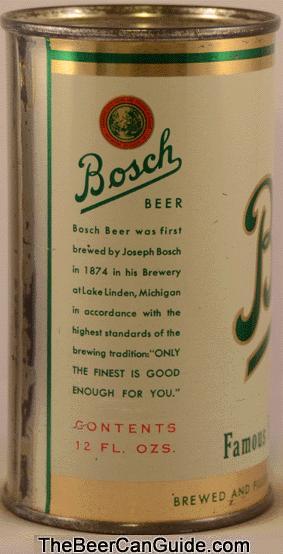 Bosch
BEER
Bosch Beer was first
brewed by Joseph Bosch
in 1874 in his Brewery
at Lake Linden, Michigan
in accordance with the
highest standards of the
brewing tradition: "ONLY
THE FINEST IS GOOD
ENOUGH FOR YOU."
CONTENTS
12 FL. OZS.
B
Famous
BREWED AND
TheBeerCanGuide.com